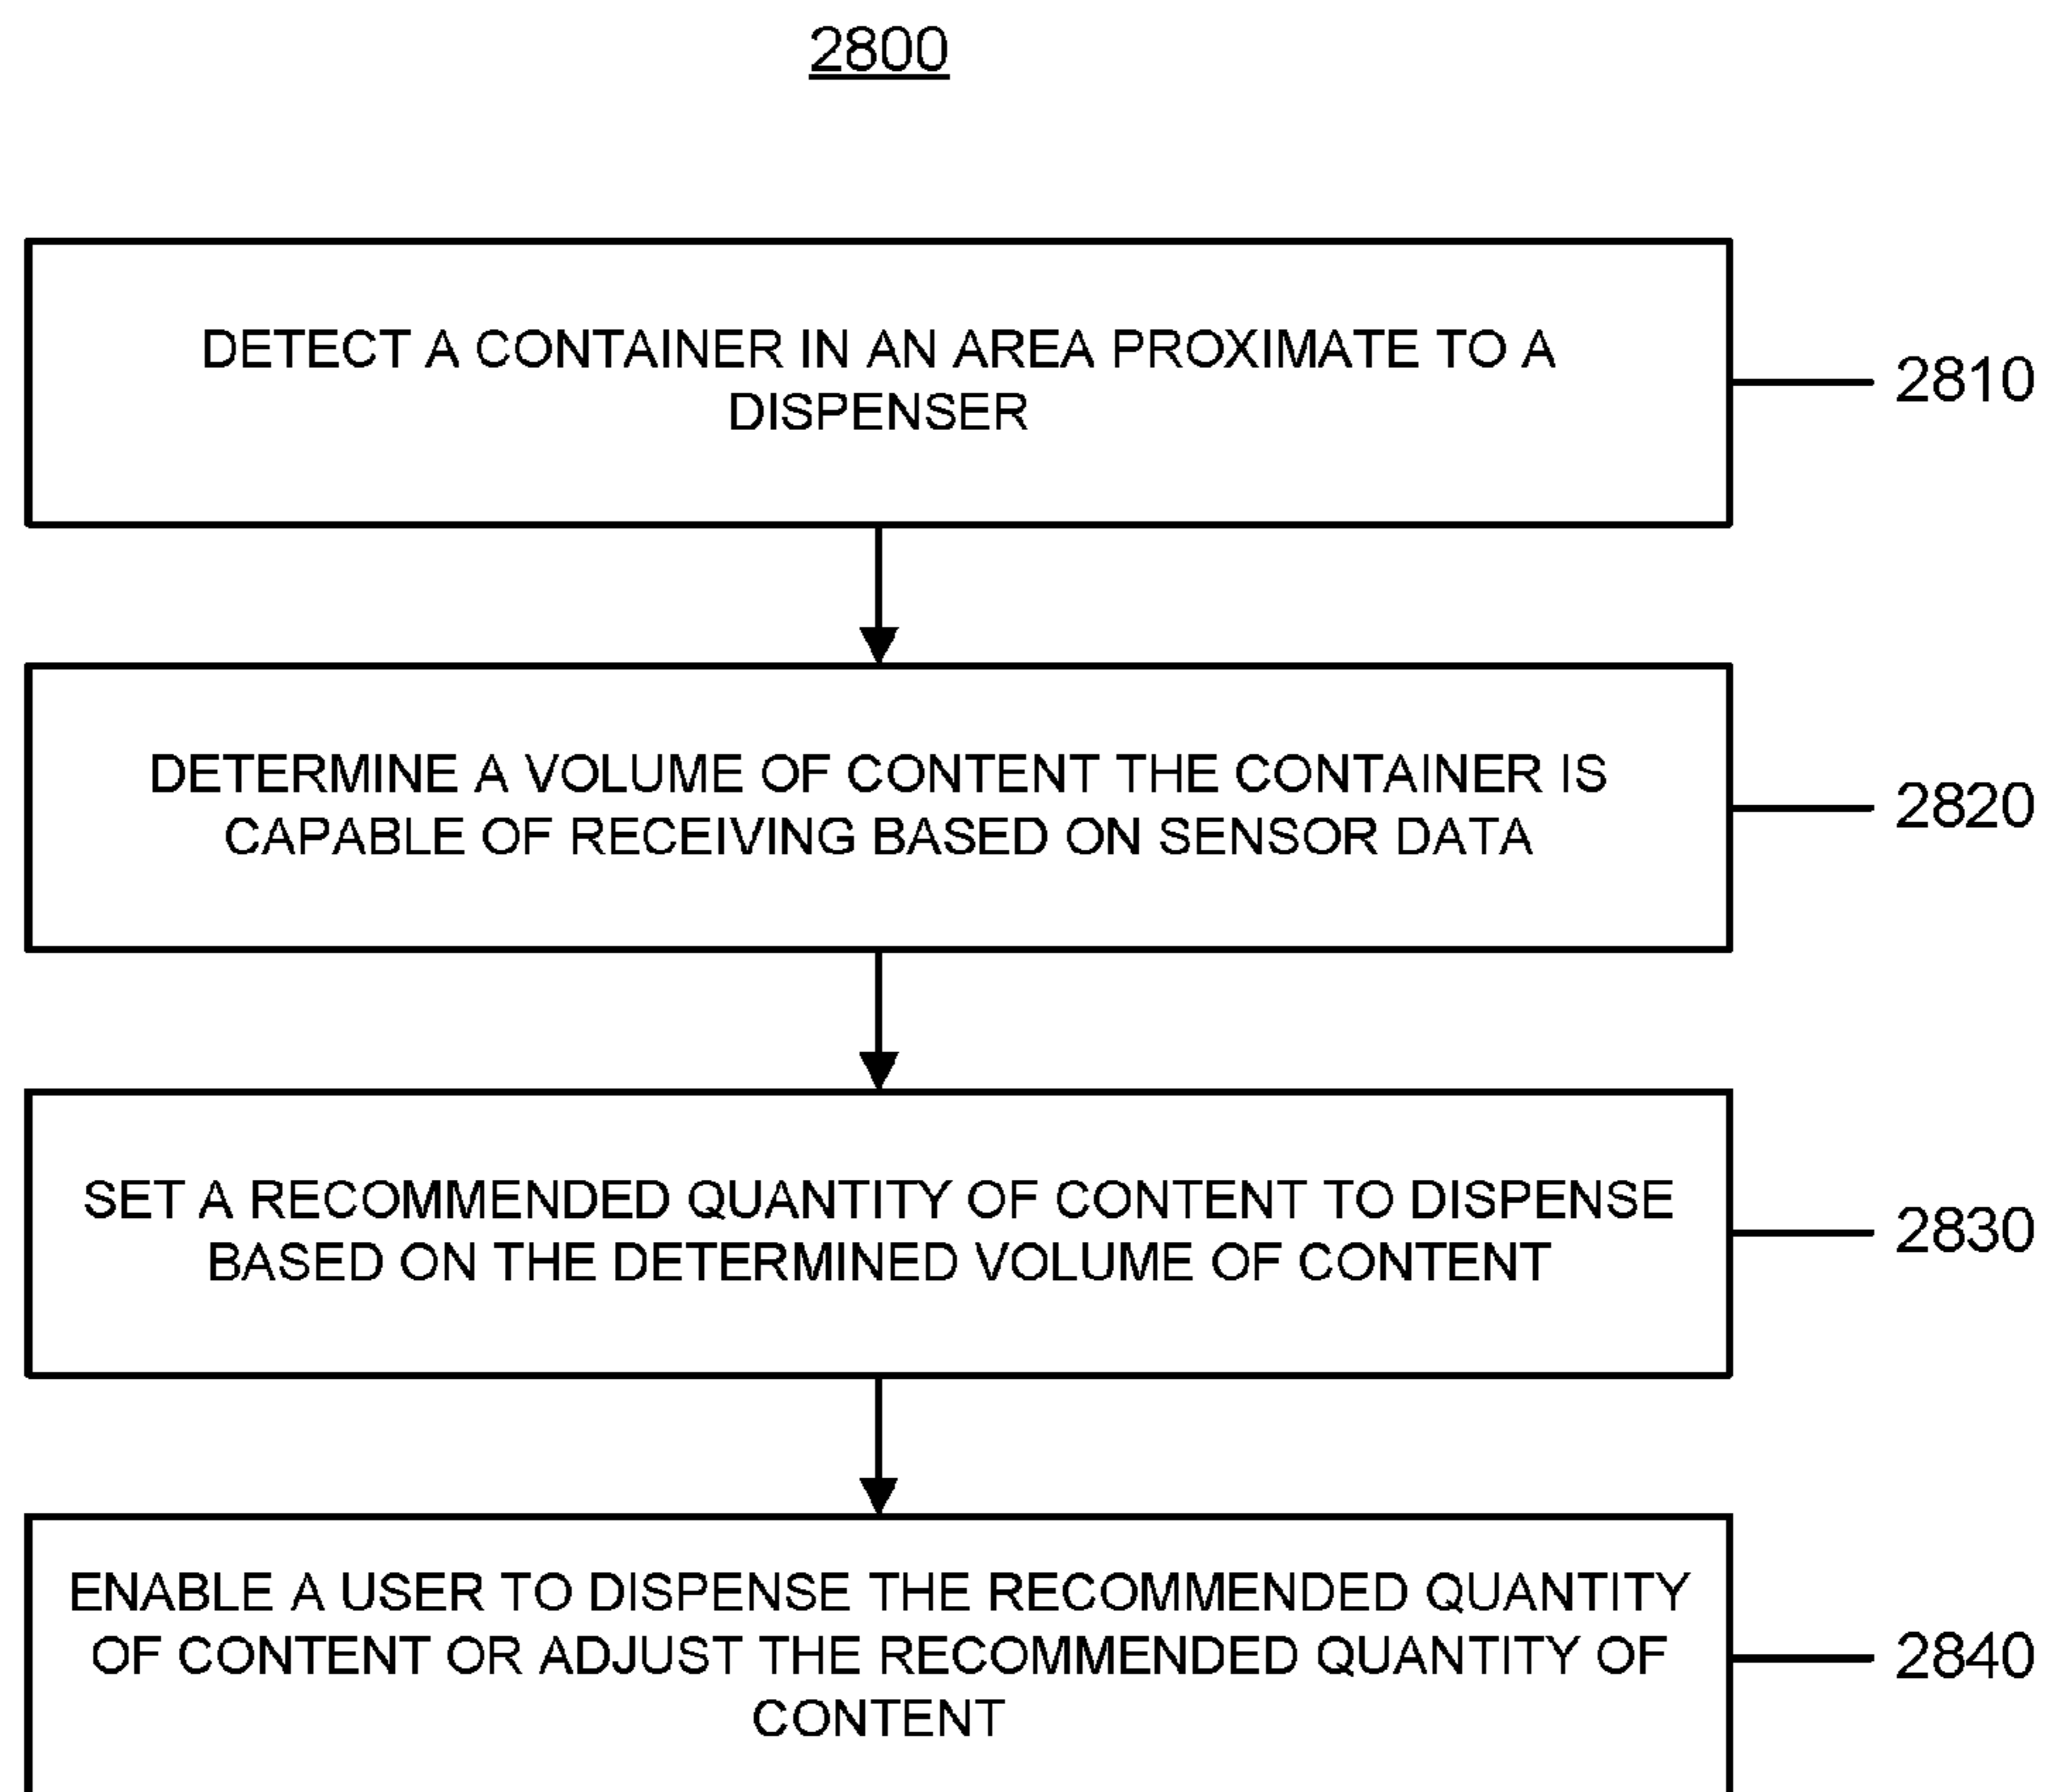 2800
DETECT A CONTAINER IN AN AREA PROXIMATE TO A
DISPENSER
2810
DETERMINE A VOLUME OF CONTENT THE CONTAINER IS
CAPABLE OF RECEIVING BASED ON SENSOR DATA
2820
SET A RECOMMENDED QUANTITY OF CONTENT TO DISPENSE
BASED ON THE DETERMINED VOLUME OF CONTENT
2830
ENABLE A USER TO DISPENSE THE RECOMMENDED QUANTITY
OF CONTENT OR ADJUST THE RECOMMENDED QUANTITY OF
CONTENT
2840